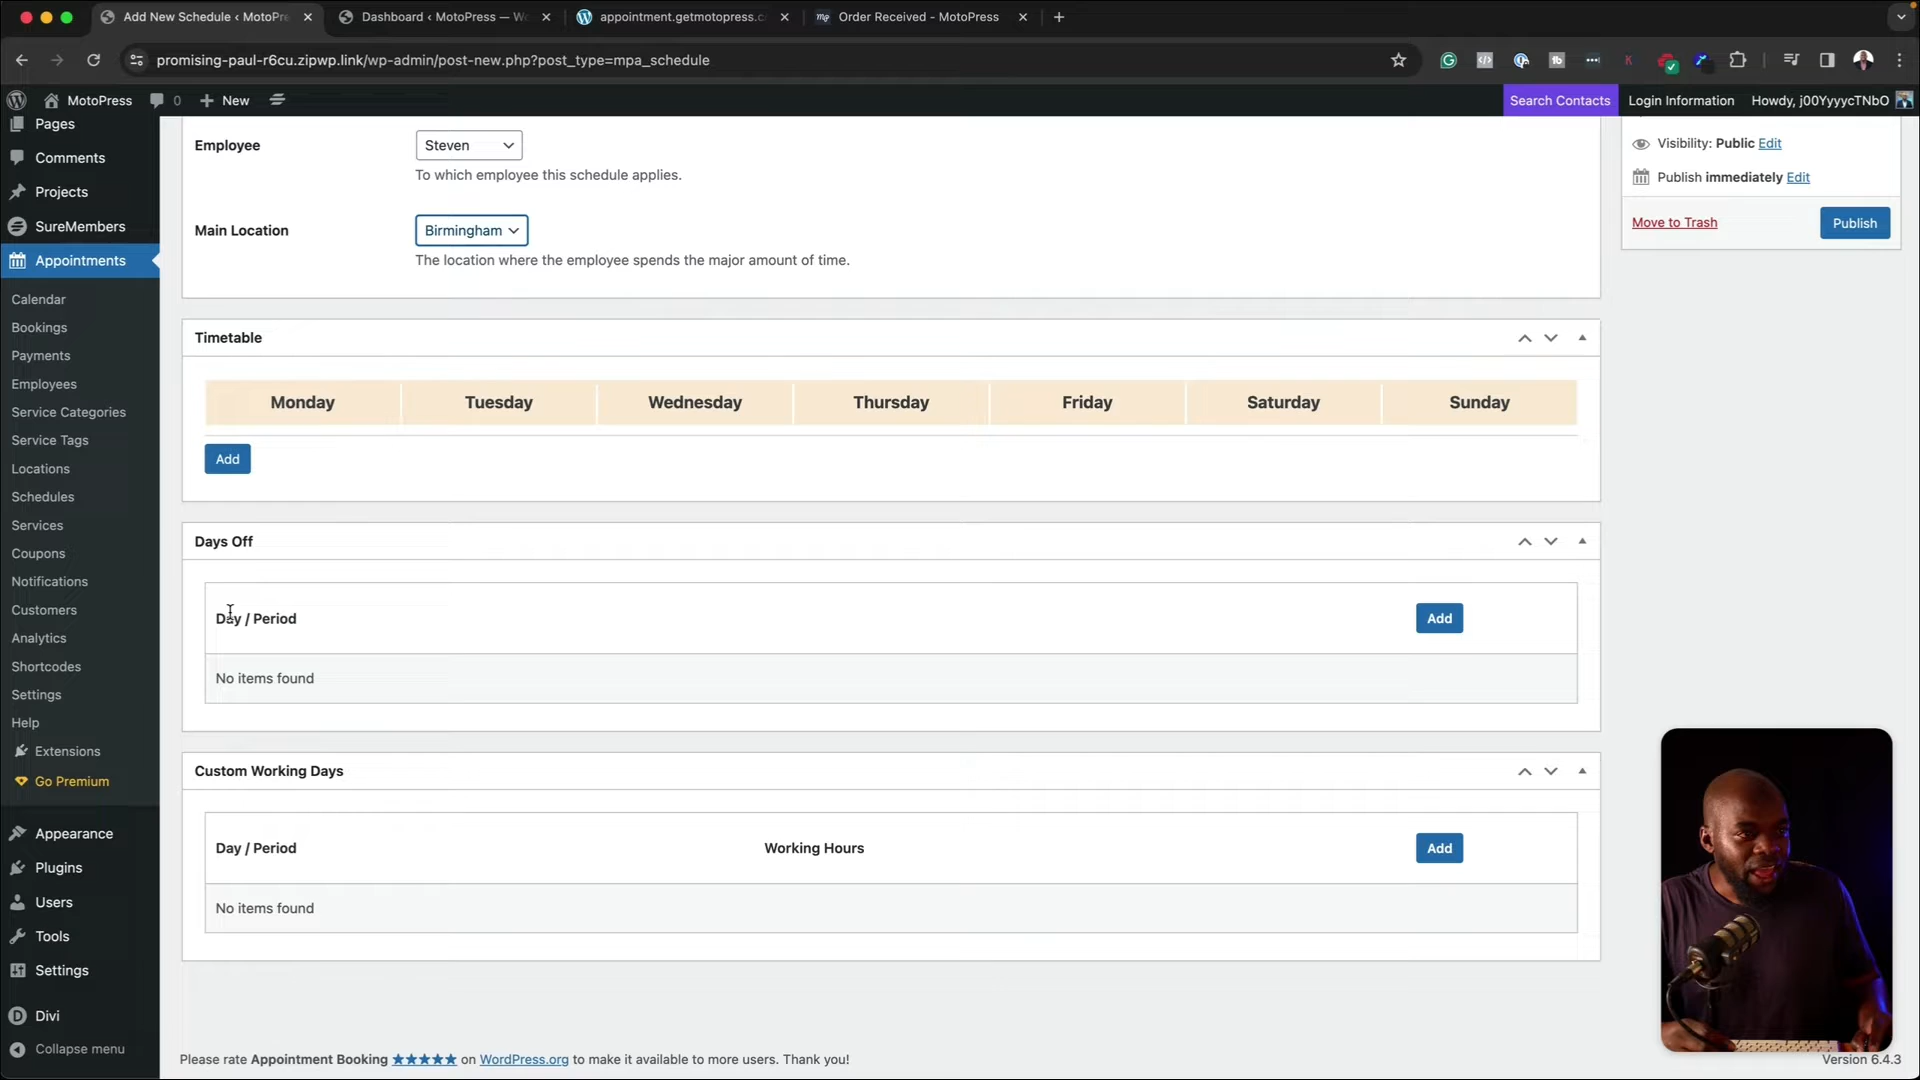 Add New Schedule ‹ MotoPre
Dashboard ‹ MotoPress — Wo
appointment.getmotopress.c
Order Received - MotoPress
promising-paul-r6cu.zipwp.link/wp-admin/post-new.php?post_type=mpa_schedule
MotoPress
0
New
Search Contacts
Login Information
Howdy, j00YyyycTNbO
Pages
Comments
Projects
SureMembers
Appointments
Calendar
Bookings
Payments
Employees
Service Categories
Service Tags
Locations
Schedules
Services
Coupons
Notifications
Customers
Analytics
Shortcodes
Settings
Help
Extensions
Go Premium
Appearance
Plugins
Users
Tools
Settings
Divi
Collapse menu
Employee
Steven
To which employee this schedule applies.
Main Location
Birmingham
The location where the employee spends the major amount of time.
Timetable
Monday Tuesday Wednesday Thursday Friday Saturday Sunday
Add
Days Off
Day / Period
Add
No items found
Custom Working Days
Day / Period
Working Hours
Add
No items found
Visibility: Public Edit
Publish immediately Edit
Move to Trash
Publish
Please rate Appointment Booking ★★★★★ on WordPress.org to make it available to more users. Thank you!
Version 6.4.3